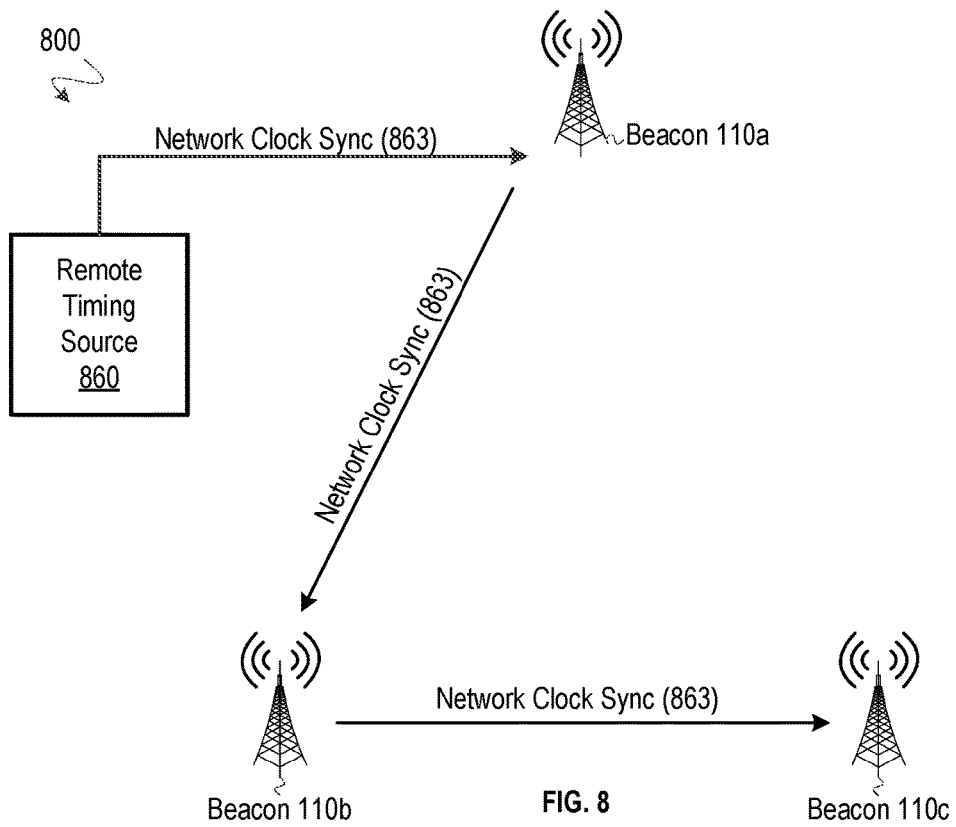 800
Network Clock Sync (863)
Beacon 110a
Remote
Timing
Source
860
Network Clock Sync (863)
Network Clock Sync (863)
Beacon 110b
FIG. 8
Beacon 110c